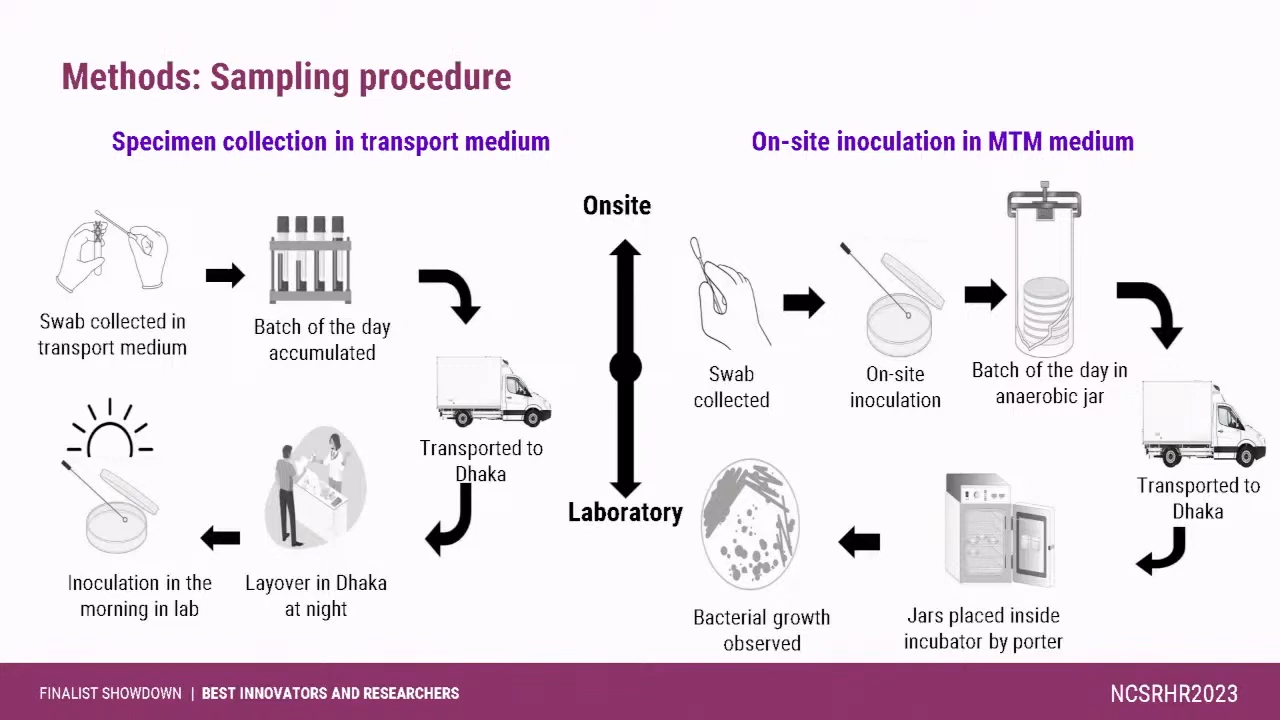 Methods: Sampling procedure
Specimen collection in transport medium
Swab collected in
transport medium
Batch of the day
accumulated
Transported to
Dhaka
Layover in Dhaka
at night
Inoculation in the
morning in lab
Onsite
Laboratory
On-site inoculation in MTM medium
Swab
collected
On-site
inoculation
Batch of the day in
anaerobic jar
Transported to
Dhaka
Jars placed inside
incubator by porter
Bacterial growth
observed
FINALIST SHOWDOWN | BEST INNOVATORS AND RESEARCHERS
NCSRHR2023